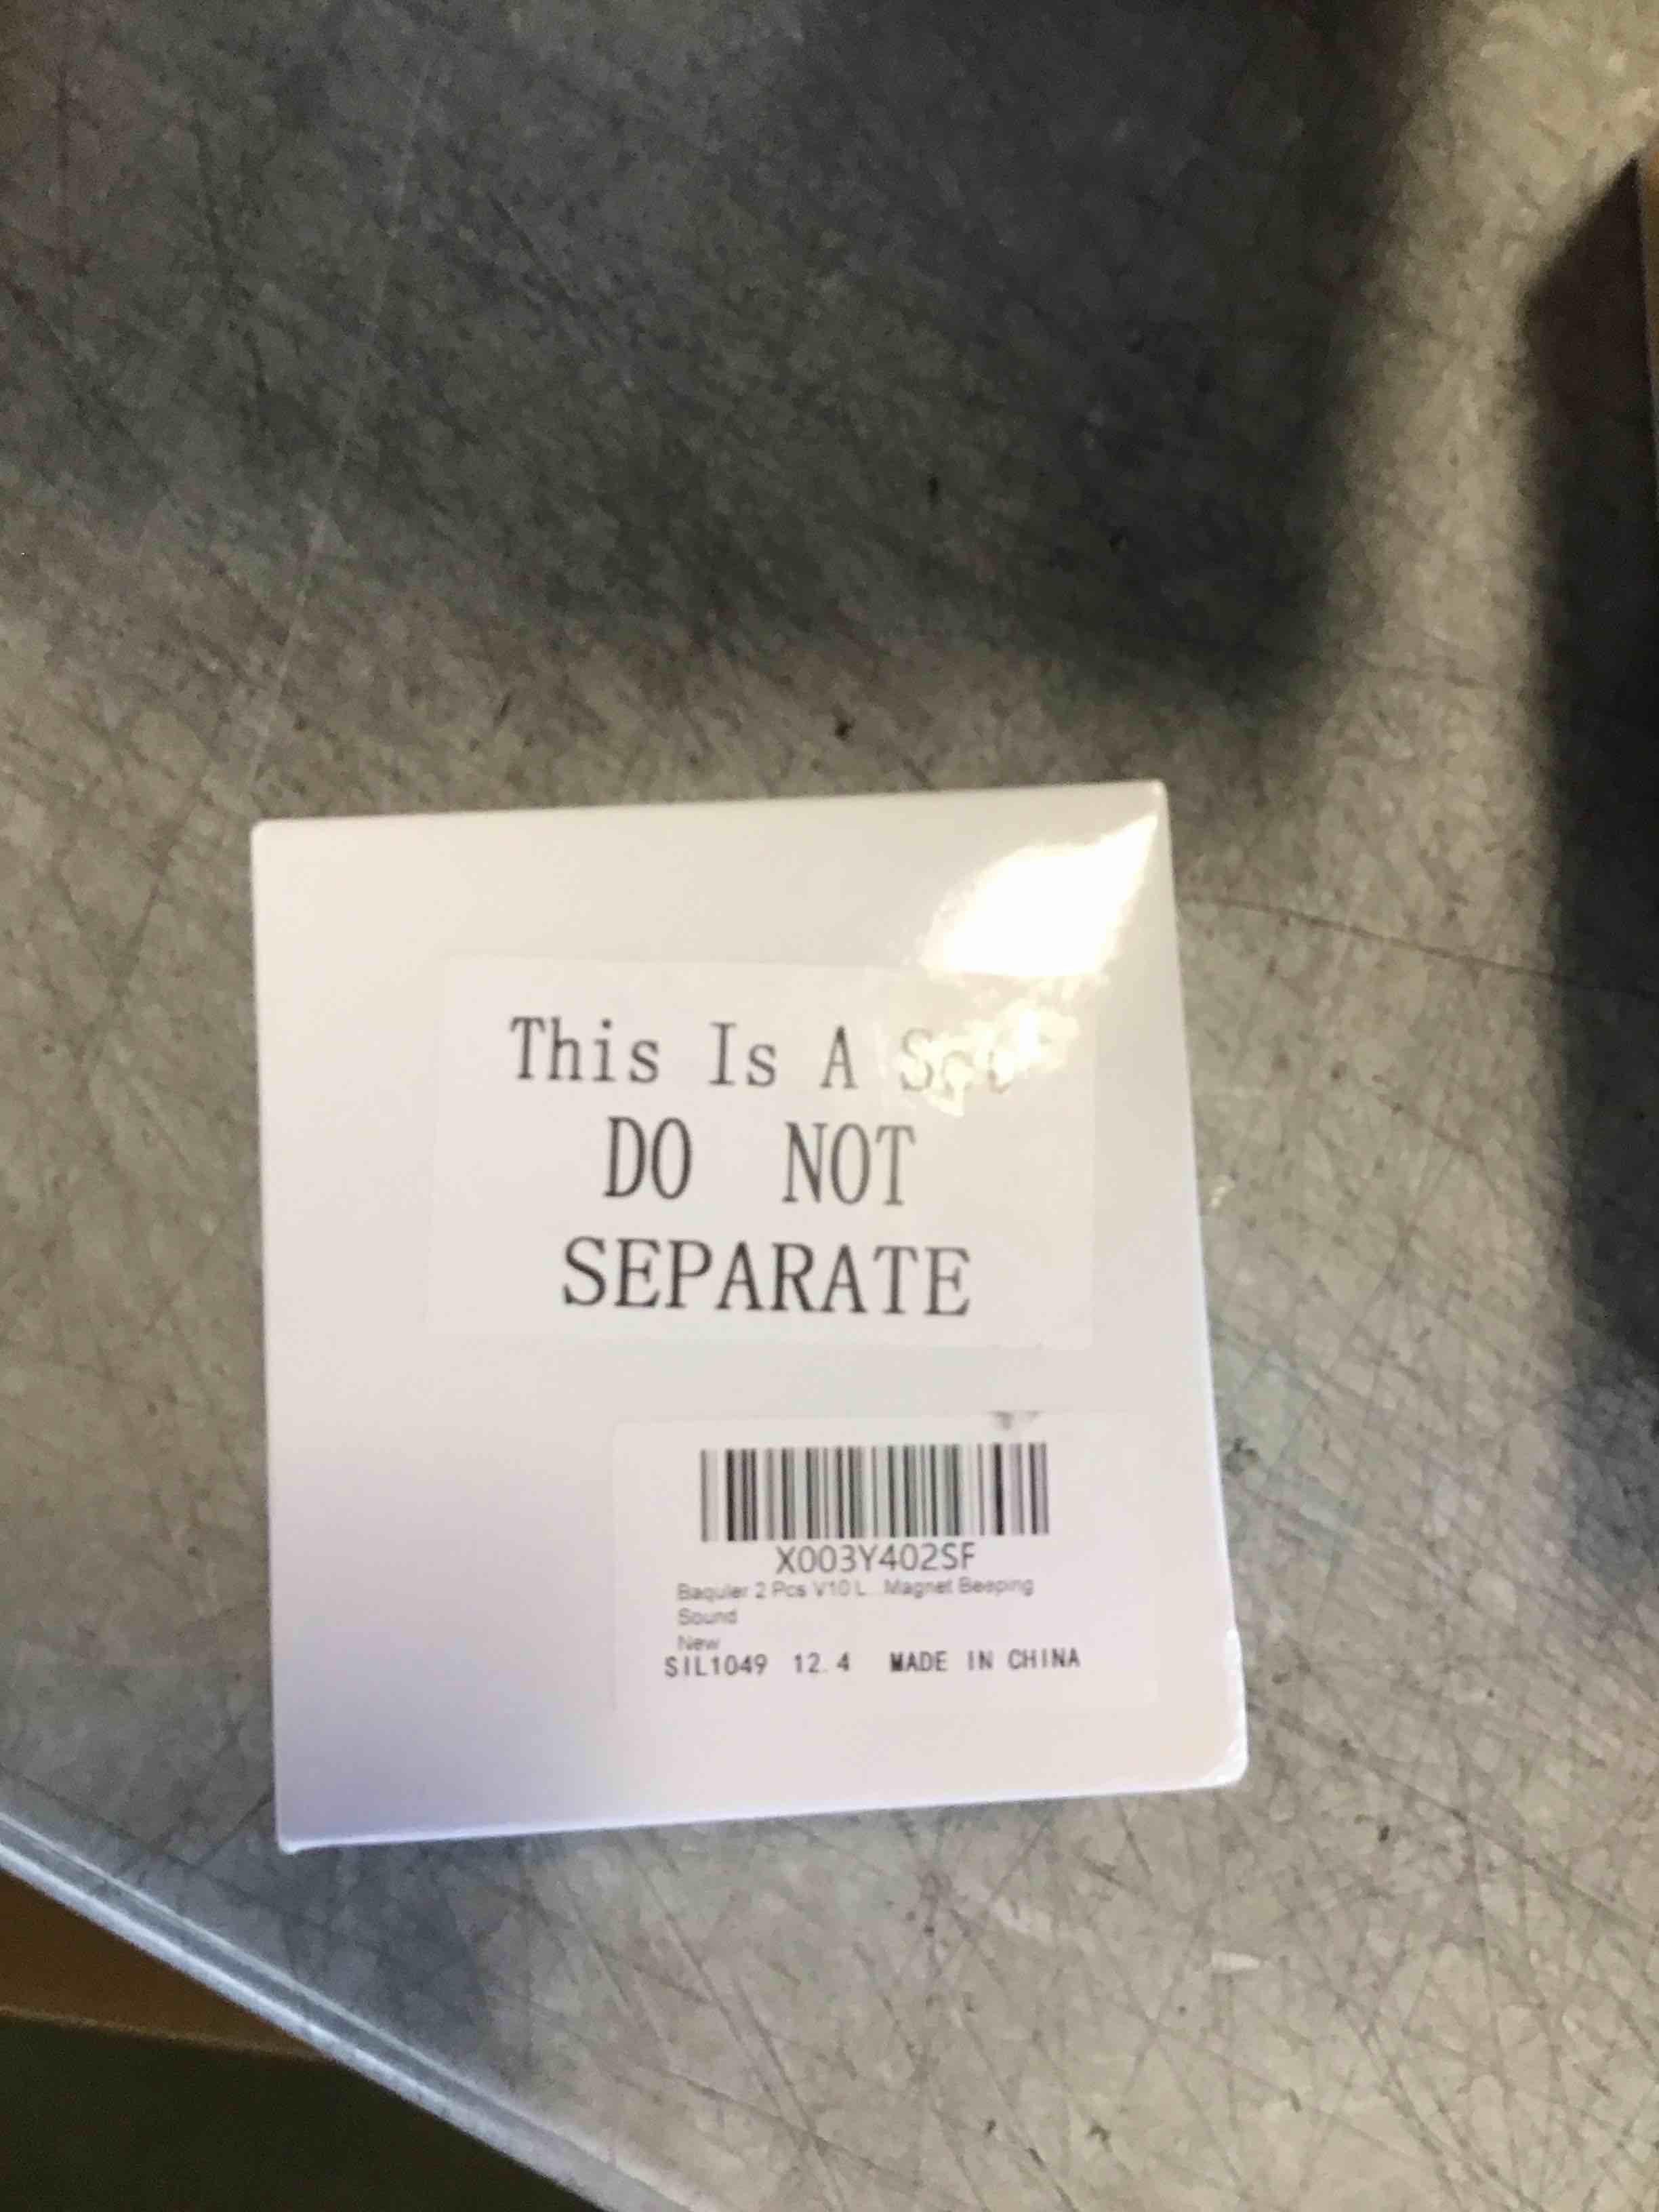 This Is A Set
DO NOT
SEPARATE
X003Y402SF
Baquler 2 Pcs V10 L...Magnet Beeping
Sound
New
SIL1049 12.4 MADE IN CHINA